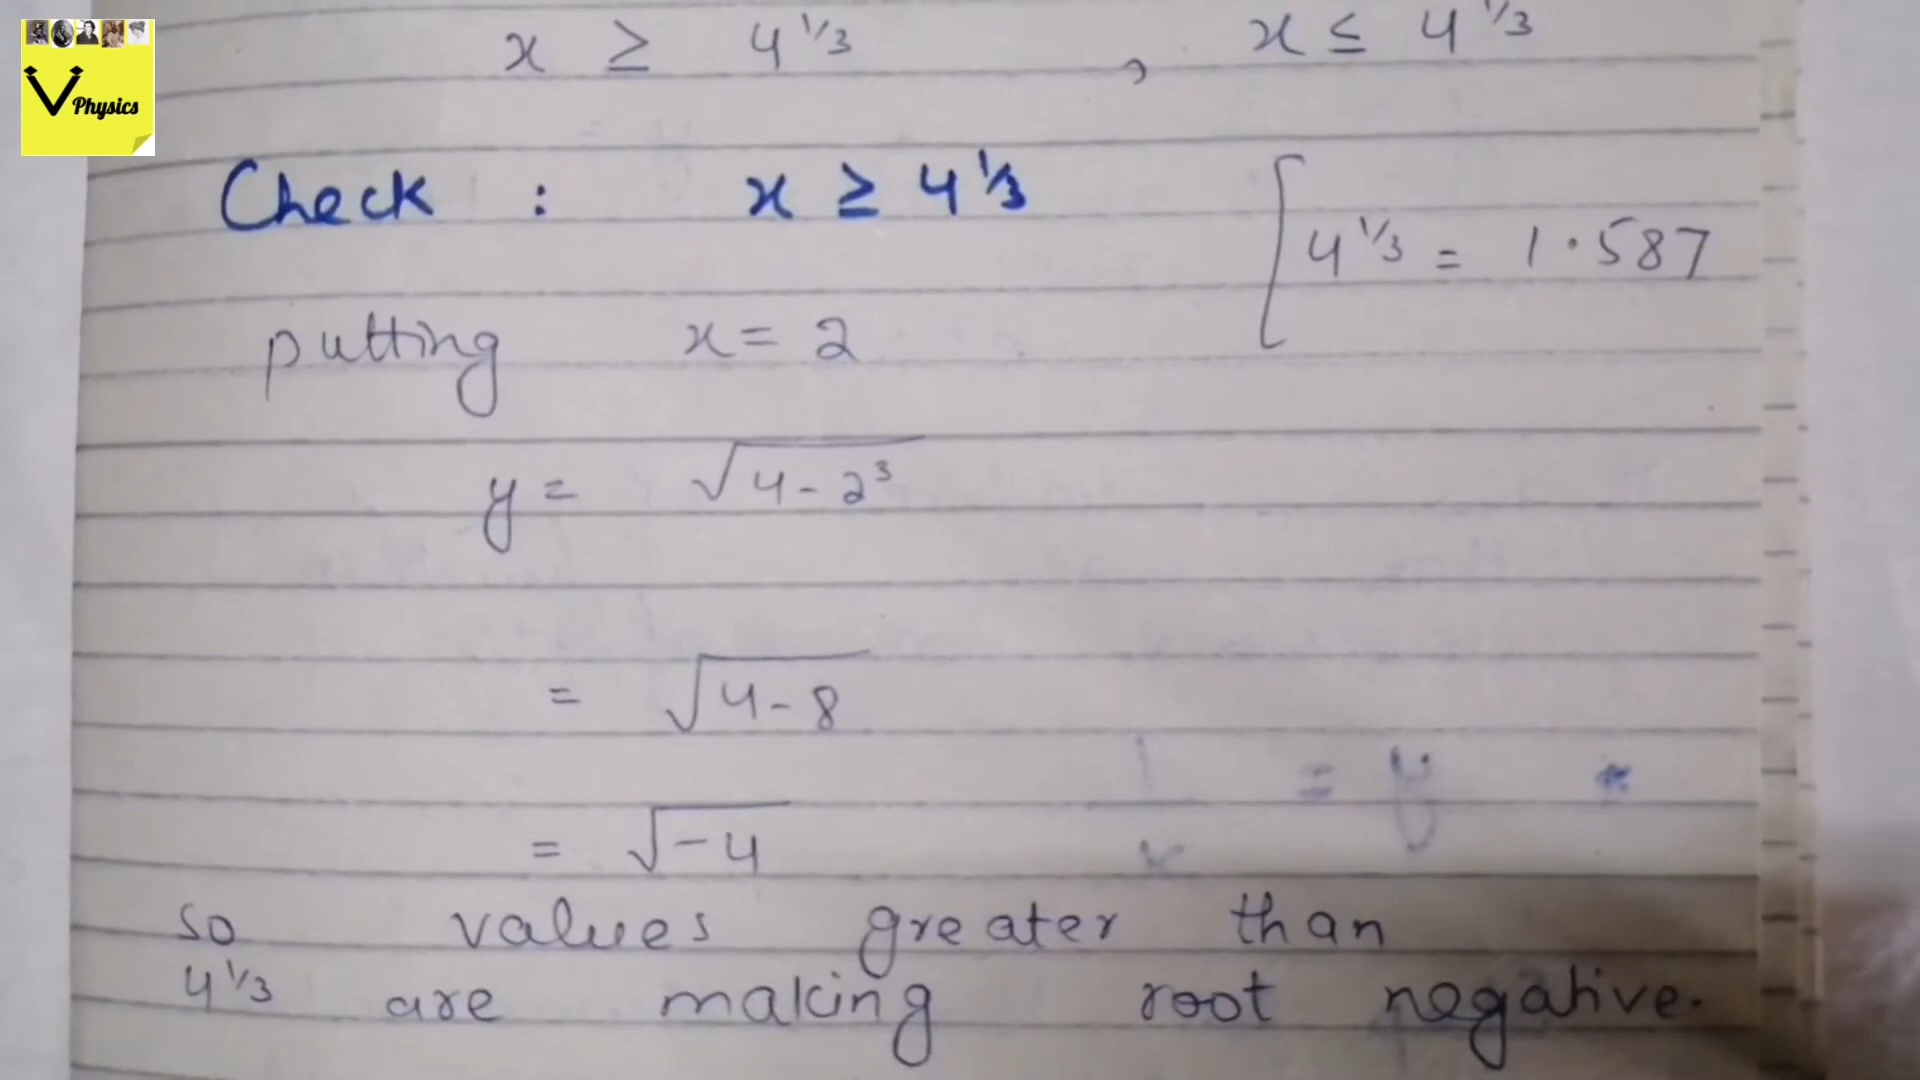 x ≥ 4^1/3 , x ≤ 4^1/3
V Physics
Check : x ≥ 4^1/3
[ 4^1/3 = 1.587
putting x = 2
y = √4-2³
= √4-8
= √-4
so values greater than
4^1/3 are making root negative.